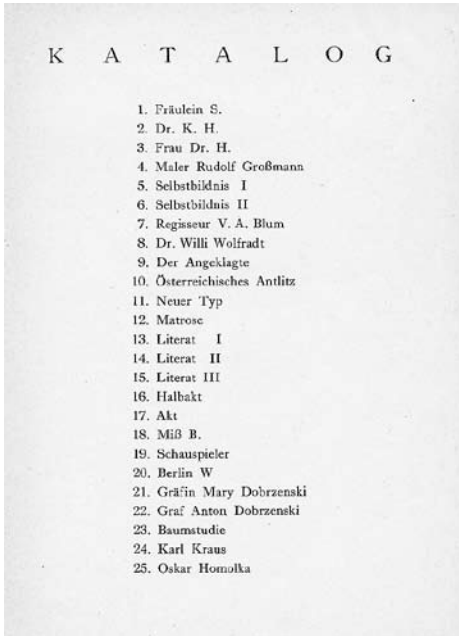 KATALOG
1. Fräulein S.
2. Dr. K. H.
3. Frau Dr. H.
4. Maler Rudolf Großmann
5. Selbstbildnis I
6. Selbstbildnis II
7. Regisseur V. A. Blum
8. Dr. Willi Wolfradt
9. Der Angeklagte
10. Österreichisches Antlitz
11. Neuer Typ
12. Matrose
13. Literat I
14. Literat II
15. Literat III
16. Halbakt
17. Akt
18. Miß B.
19. Schauspieler
20. Berlin W
21. Gräfin Mary Dobrzenski
22. Graf Anton Dobrzenski
23. Baumstudie
24. Karl Kraus
25. Oskar Homolka